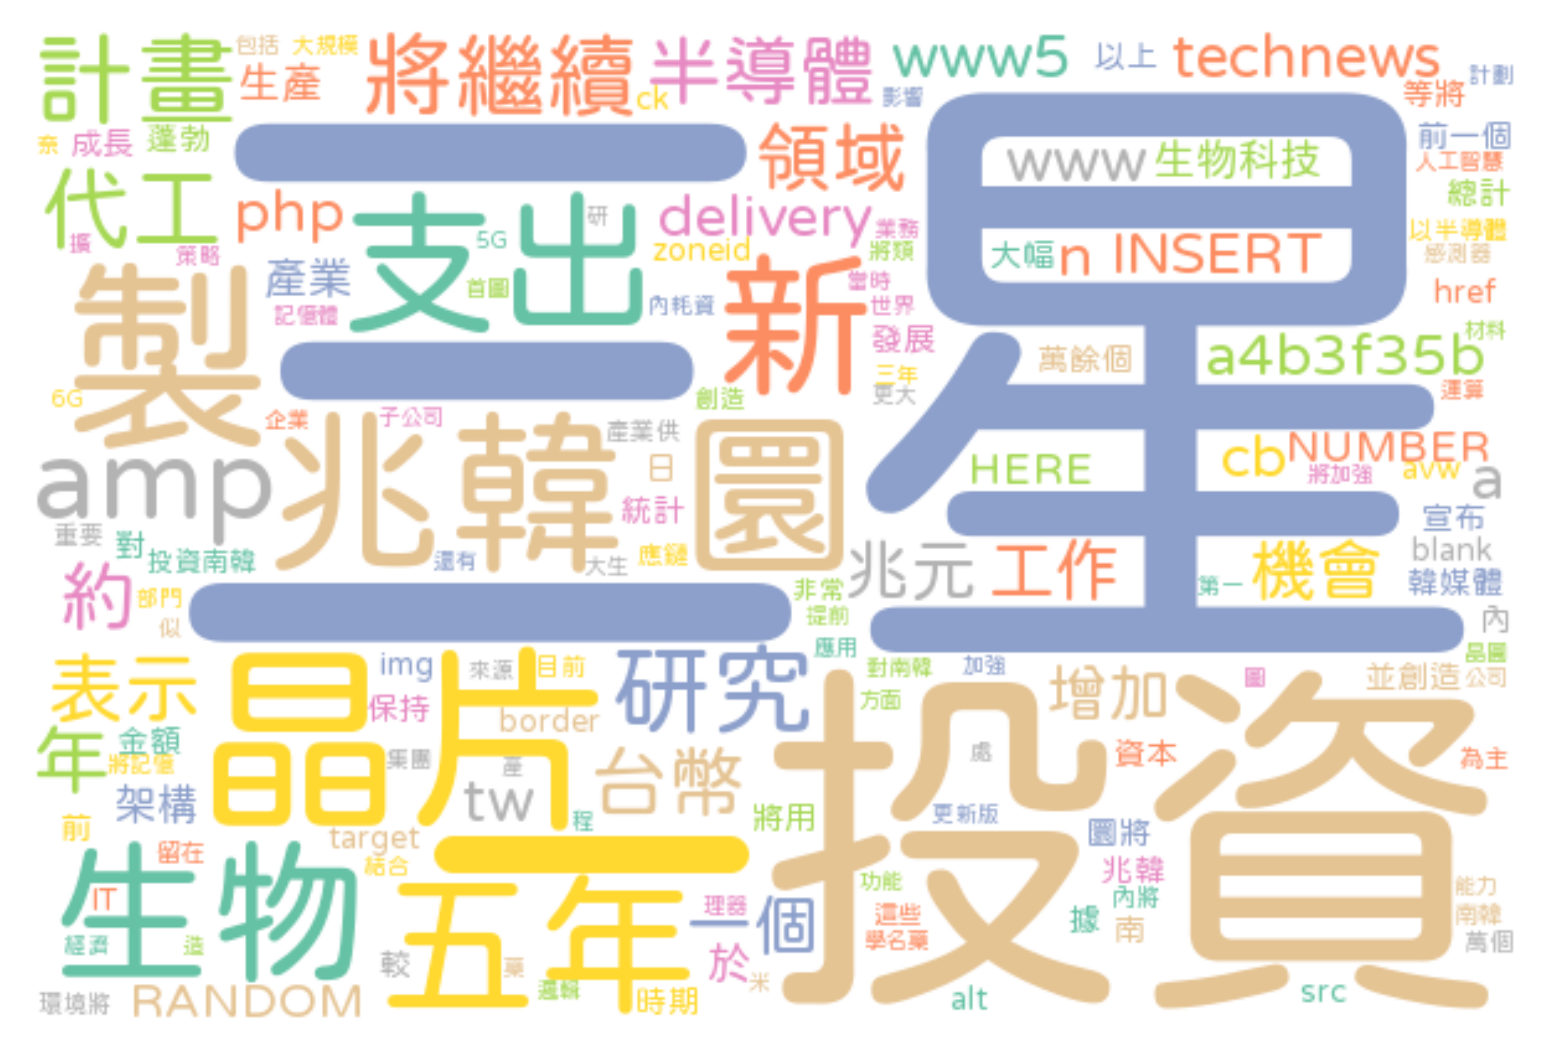 計畫
包括
大規模
生產
將繼續
ck
半導體
www5
以上
technews
計劃
影響
等將
奈
成長
蓬勃
三星
領域
www
生物科技
前一個
人工智慧
總計
代工
擴
php
策略
支出
5G
研
delivery
業務
zoneid
將類
大幅
n
INSERT
以半導體
感測器
製
產業
記憶體
首圖
內耗資
新
當時
世界
href
發展
萬餘個
a4b3f35b
材料
6G
三年
更大
創造
運算
企業
子公司
兆韓
產業供
日
圜
統計
HERE
cb
NUMBER
將加強
avw
a
amp
重要
對
投資南韓
還有
大生
應鏈
兆元
工作
第一
機會
宣布
blank
韓媒體
約
部門
似
非常
提前
內
表示
晶片
img
來源
目前
研究
應用
對南韓
加強
晶圓
保持
border
方面
投資
增加
圖
並創造
公司
年
金額
將記憶
集團
產
台幣
處
資本
為主
架構
tw
程
將用
更新版
圜將
前
target
留在
結合
一
兆韓
生物
IT
五年
理器
一個
功能
這些
學名藥
內將
據
南
能力
南韓
萬個
經濟
造
較
藥
於
米
環境將
RANDOM
邏輯
時期
alt
src